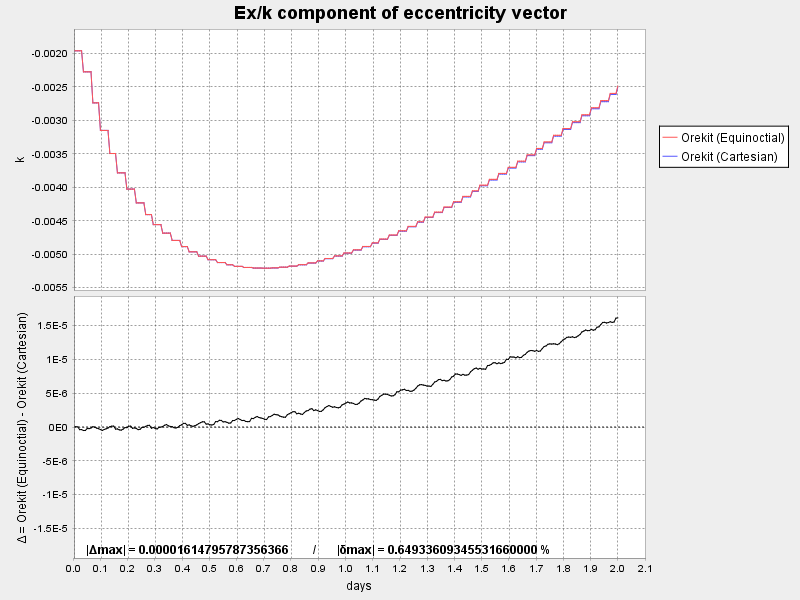 Ex/k component of eccentricity vector
-0.0020
-0.0025
-0.0030
-0.0035
-0.0040
-0.0045
-0.0050
-0.0055
k
Orekit (Equinoctial)
Orekit (Cartesian)
1.5E-5
1E-5
5E-6
0E0
-5E-6
-1E-5
-1.5E-5
Δ = Orekit (Equinoctial) - Orekit (Cartesian)
|Δmax| = 0.00001614795787356366 / |δmax| = 0.64933609345531660000 %
0.0 0.1 0.2 0.3 0.4 0.5 0.6 0.7 0.8 0.9 1.0 1.1 1.2 1.3 1.4 1.5 1.6 1.7 1.8 1.9 2.0 2.1
days